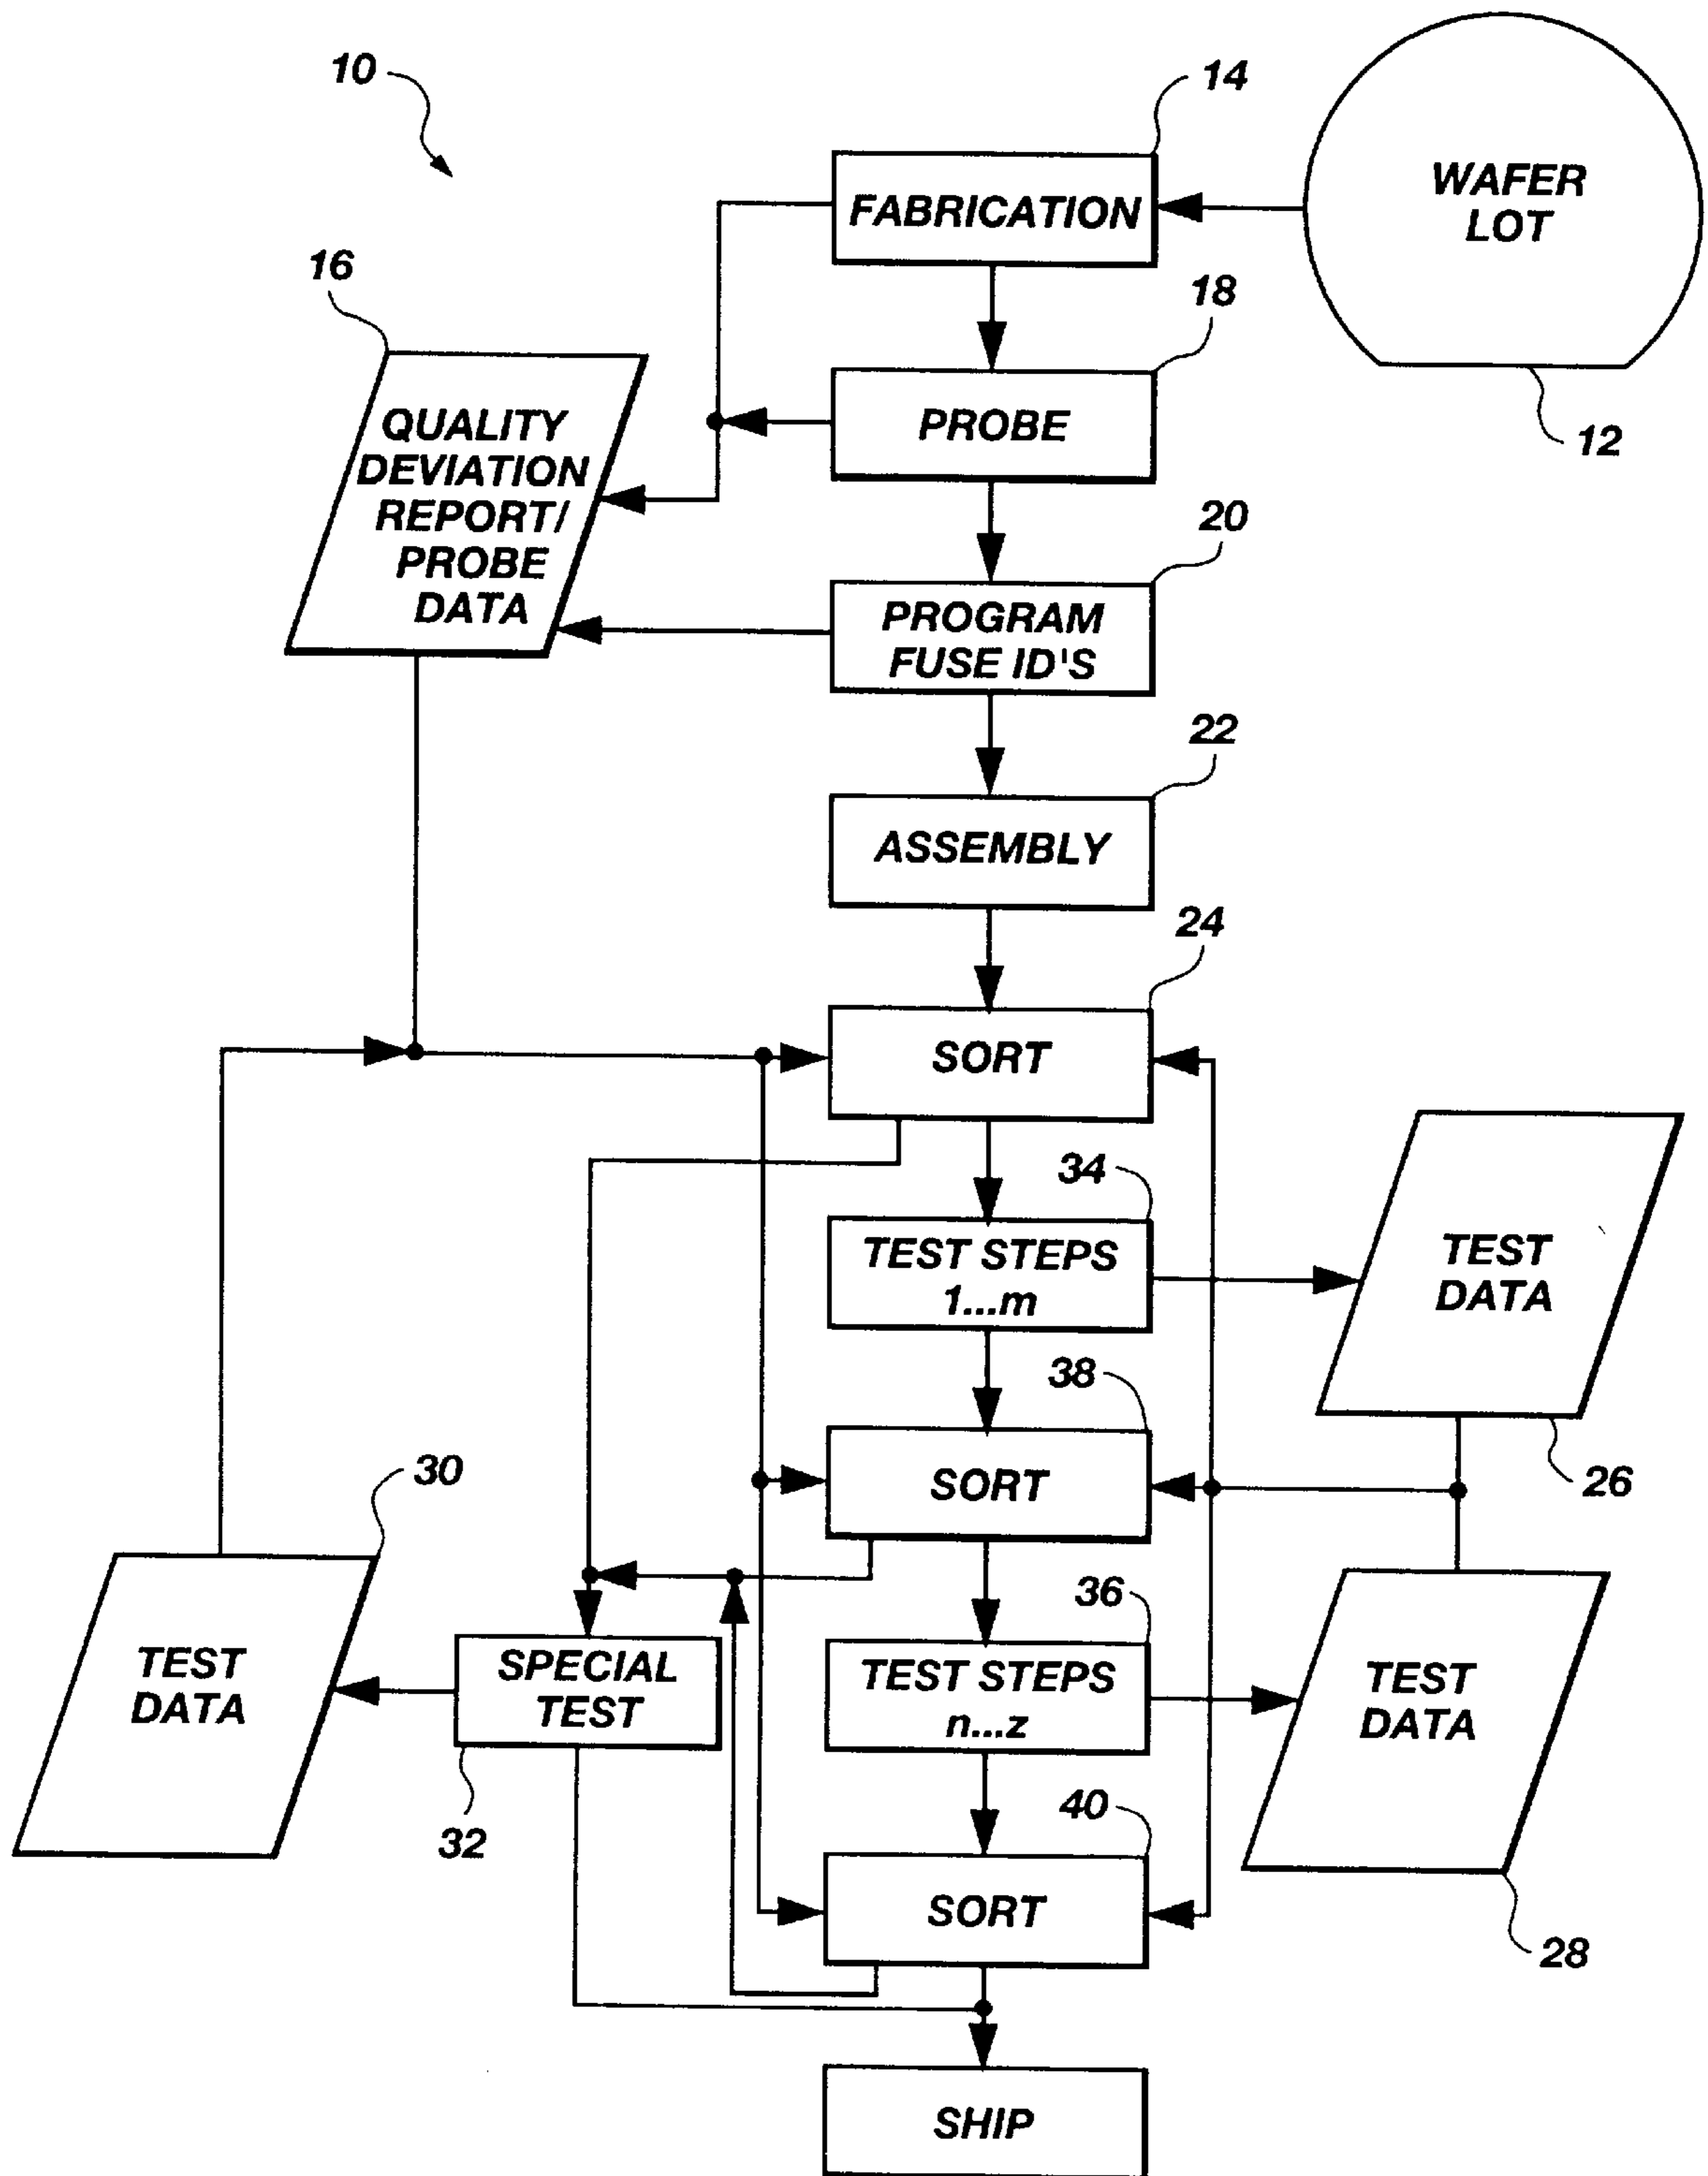 10
14
WAFER
LOT
FABRICATION
16
18
QUALITY
DEVIATION
REPORT/
PROBE
DATA
PROBE
12
20
PROGRAM
FUSE ID'S
22
ASSEMBLY
24
SORT
34
TEST STEPS
1...m
TEST
DATA
38
26
SORT
30
36
TEST
DATA
SPECIAL
TEST
TEST STEPS
n...z
TEST
DATA
32
40
SORT
28
SHIP